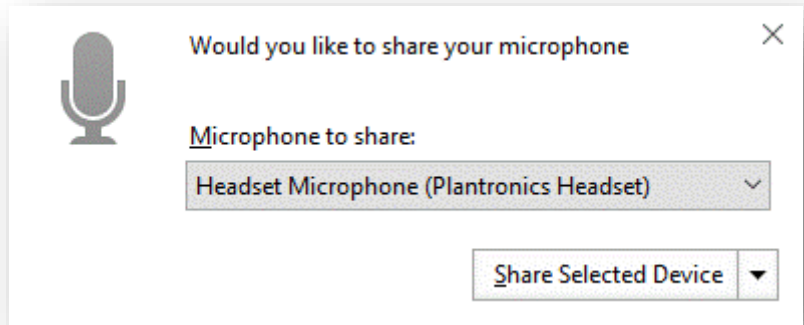 Would you like to share your microphone
Microphone to share:
Headset Microphone (Plantronics Headset)
Share Selected Device